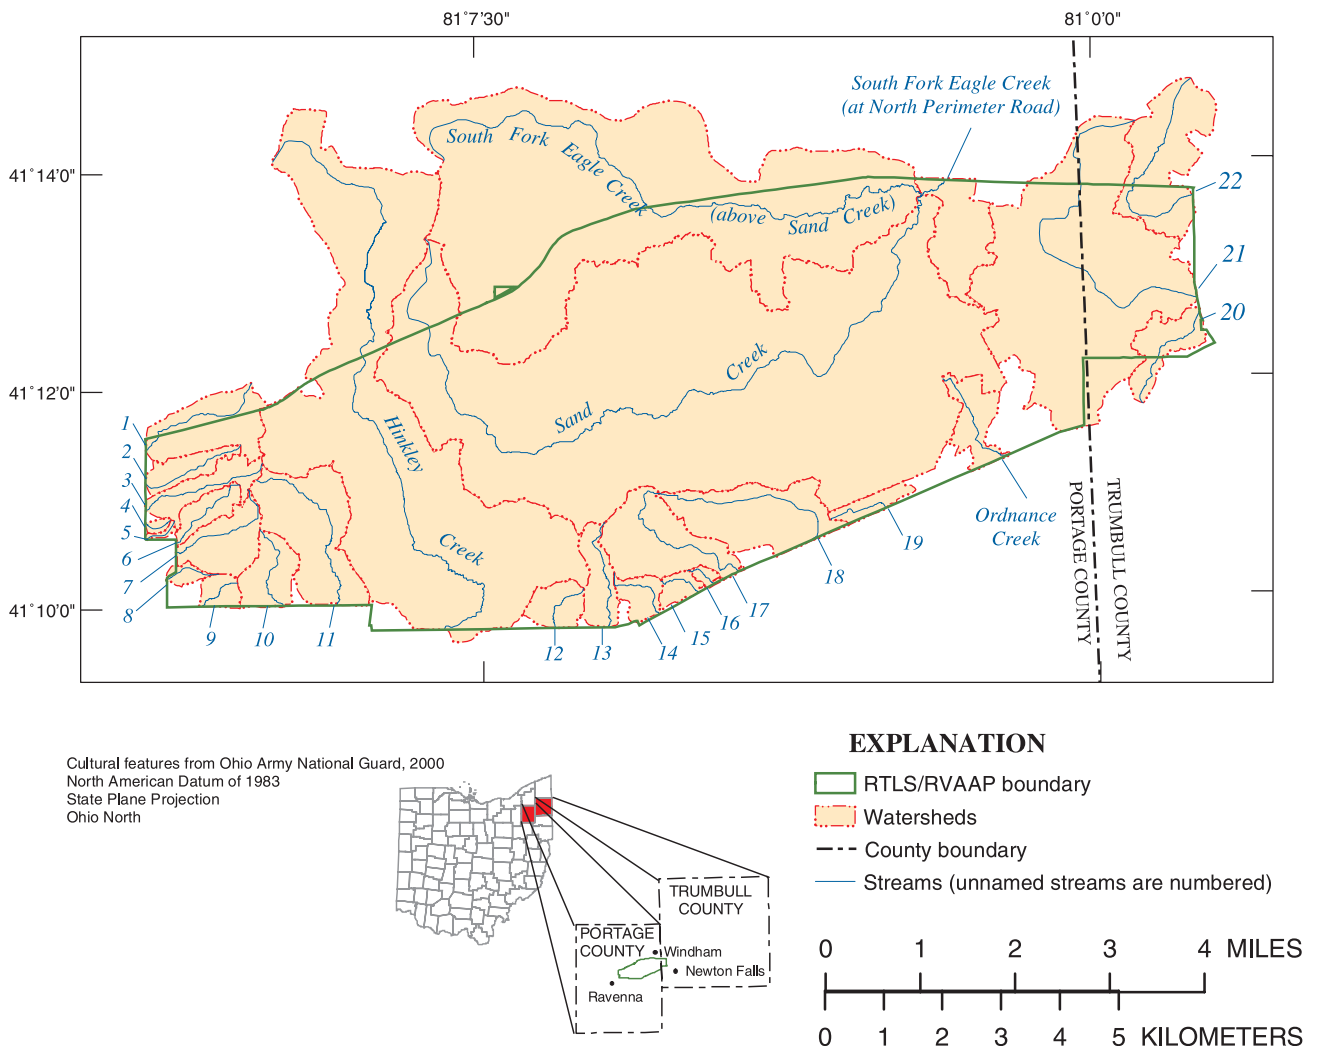 81°7'30"
81°0'0"
South Fork Eagle Creek
(at North Perimeter Road)
South Fork Eagle Creek
(above Sand Creek)
41°14'0"
22
21
20
Creek
Sand
41°12'0"
1
2
3
4
5
6
7
8
Hinkley
Creek
TRUMBULL COUNTY
PORTAGE COUNTY
Ordnance
Creek
19
18
17
16
15
14
13
12
11
10
9
41°10'0"
Cultural features from Ohio Army National Guard, 2000
North American Datum of 1983
State Plane Projection
Ohio North
TRUMBULL
COUNTY
PORTAGE
COUNTY
Windham
Newton Falls
Ravenna
EXPLANATION
RTLS/RVAAP boundary
Watersheds
County boundary
Streams (unnamed streams are numbered)
0 1 2 3 4 MILES
0 1 2 3 4 5 KILOMETERS